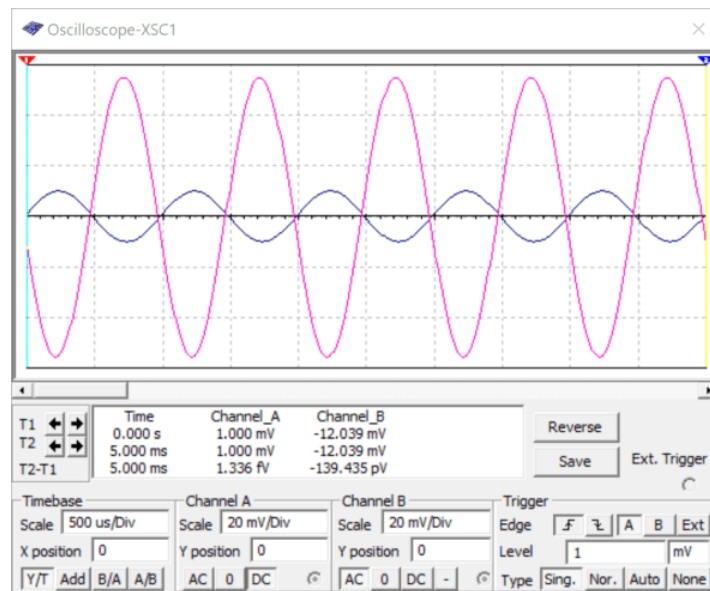 Oscilloscope-XSC1
Time Channel_A Channel_B
T1 0.000 s 1.000 mV -12.039 mV
T2 5.000 ms 1.000 mV -12.039 mV
T2-T1 5.000 ms 1.336 fV -139.435 pV
Reverse
Save
Ext. Trigger
Timebase
Scale 500 us/Div
X position 0
Y/T Add B/A A/B
Channel A
Scale 20 mV/Div
Y position 0
AC 0 DC
Channel B
Scale 20 mV/Div
Y position 0
AC 0 DC -
Trigger
Edge A B Ext
Level 1 mV
Type Sing. Nor. Auto None